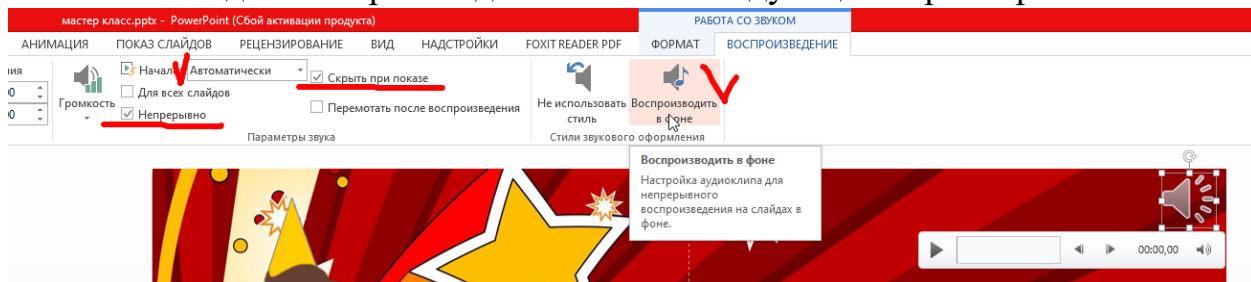 мастер класс.pptx - PowerPoint (Сбой активации продукта)
РАБОТА СО ЗВУКОМ
АНИМАЦИЯ ПОКАЗ СЛАЙДОВ РЕЦЕНЗИРОВАНИЕ ВИД НАДСТРОЙКИ FOXIT READER PDF ФОРМАТ ВОСПРОИЗВЕДЕНИЕ
Начало: Автоматически
Скрыть при показе
Громкость
Для всех слайдов
Перемотать после воспроизведения
Непрерывно
Не использовать стиль
Воспроизводить в фоне
Параметры звука
Стили звукового оформления
Воспроизводить в фоне
Настройка аудиоклипа для
непрерывного
воспроизведения на слайдах в
фоне.
00:00,00